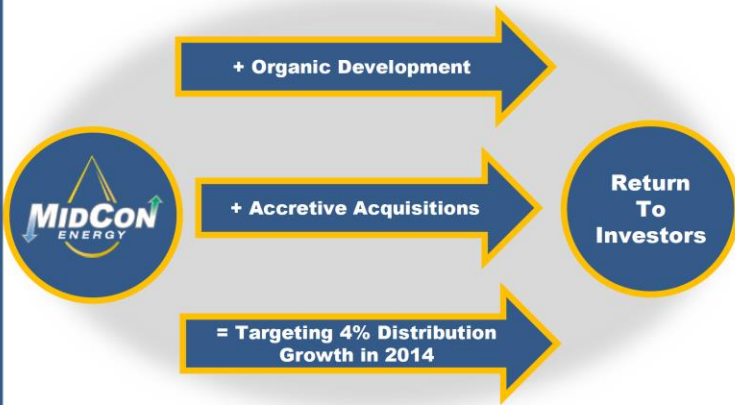 + Organic Development
MIDCON
ENERGY
+ Accretive Acquisitions
Return
To
Investors
= Targeting 4% Distribution
Growth in 2014